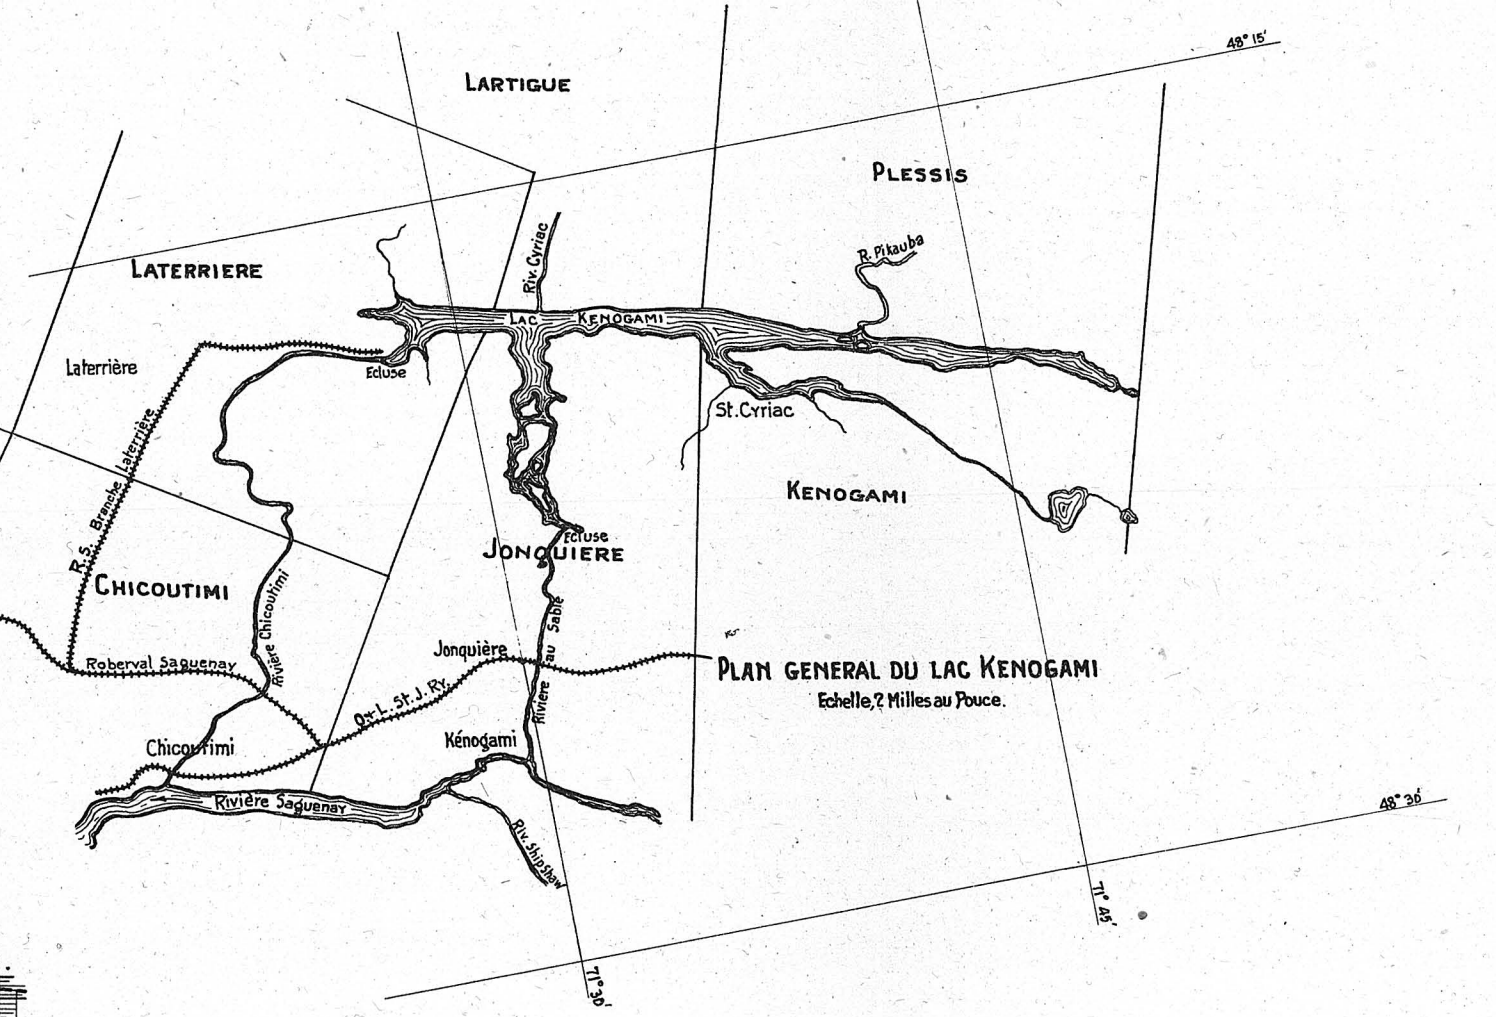 48° 15'
LARTIGUE
PLESSIS
Riv. Cyriac
R. Pikauba
LATERRIERE
LAC KENOGAMI
Laterrière
Ecluse
St. Cyriac
R.S. Branche Laterrière
KENOGAMI
Ecluse
JONQUIERE
CHICOUTIMI
Rivière Chicoutimi
Rivière au Sable
Jonquière
Roberval Saguenay
PLAN GENERAL DU LAC KENOGAMI
Echelle, 2 Milles au Pouce.
Q & L. St. J. Ry.
Kénogami
Chicoutimi
Rivière Saguenay
Riv. Shipshaw
48° 30'
71° 45'
71° 30'